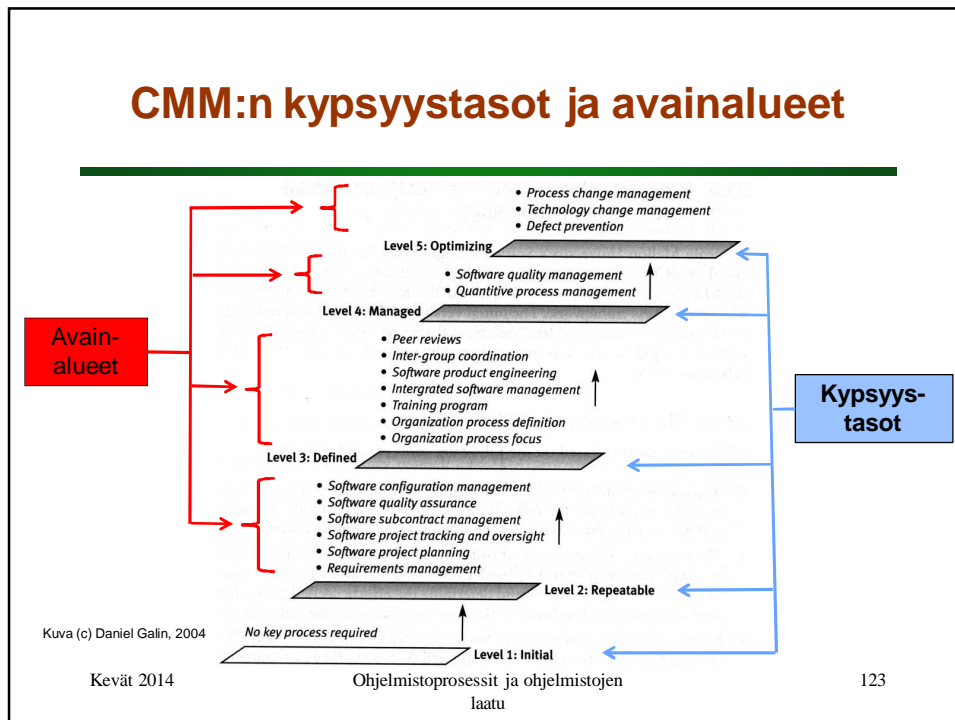 CMM:n kypsyystasot ja avainalueet
• Process change management
• Technology change management
• Defect prevention
Level 5: Optimizing
• Software quality management
• Quantitive process management
Level 4: Managed
Avain-
alueet
• Peer reviews
• Inter-group coordination
• Software product engineering
• Intergrated software management
• Training program
• Organization process definition
• Organization process focus
Kypsyys-
tasot
Level 3: Defined
• Software configuration management
• Software quality assurance
• Software subcontract management
• Software project tracking and oversight
• Software project planning
• Requirements management
Level 2: Repeatable
Kuva (c) Daniel Galin, 2004
No key process required
Level 1: Initial
Kevät 2014
Ohjelmistoprosessit ja ohjelmistojen
laatu
123